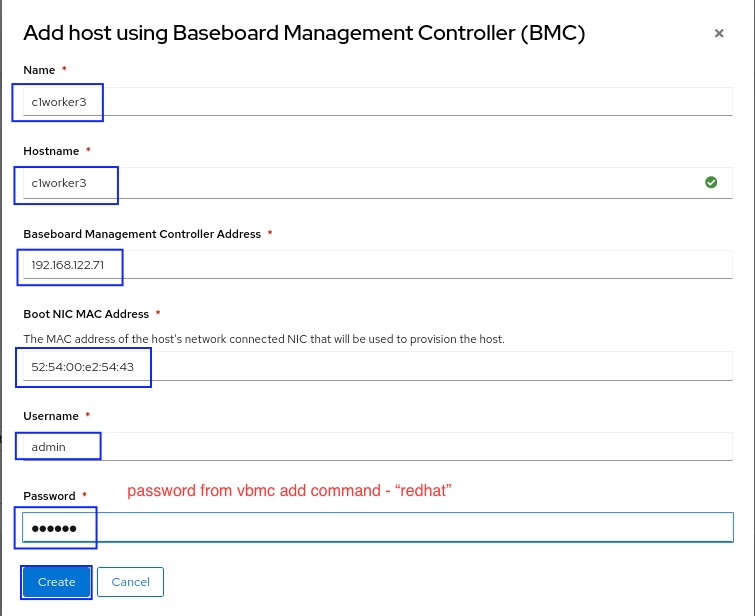 Add host using Baseboard Management Controller (BMC)
Name *
c1worker3
Hostname *
c1worker3
Baseboard Management Controller Address *
192.168.122.71
Boot NIC MAC Address *
The MAC address of the host's network connected NIC that will be used to provision the host.
52:54:00:e2:54:43
Username *
admin
Password * password from vbmc add command - “redhat”
●●●●●●
Create Cancel